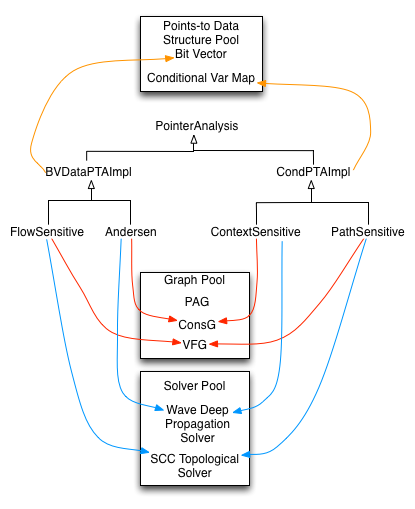 Points-to Data
Structure Pool
Bit Vector
Conditional Var Map
PointerAnalysis
BVDataPTAImpl
CondPTAImpl
FlowSensitive
Andersen
ContextSensitive
PathSensitive
Graph Pool
PAG
ConsG
VFG
Solver Pool
Wave Deep
Propagation
Solver
SCC Topological
Solver